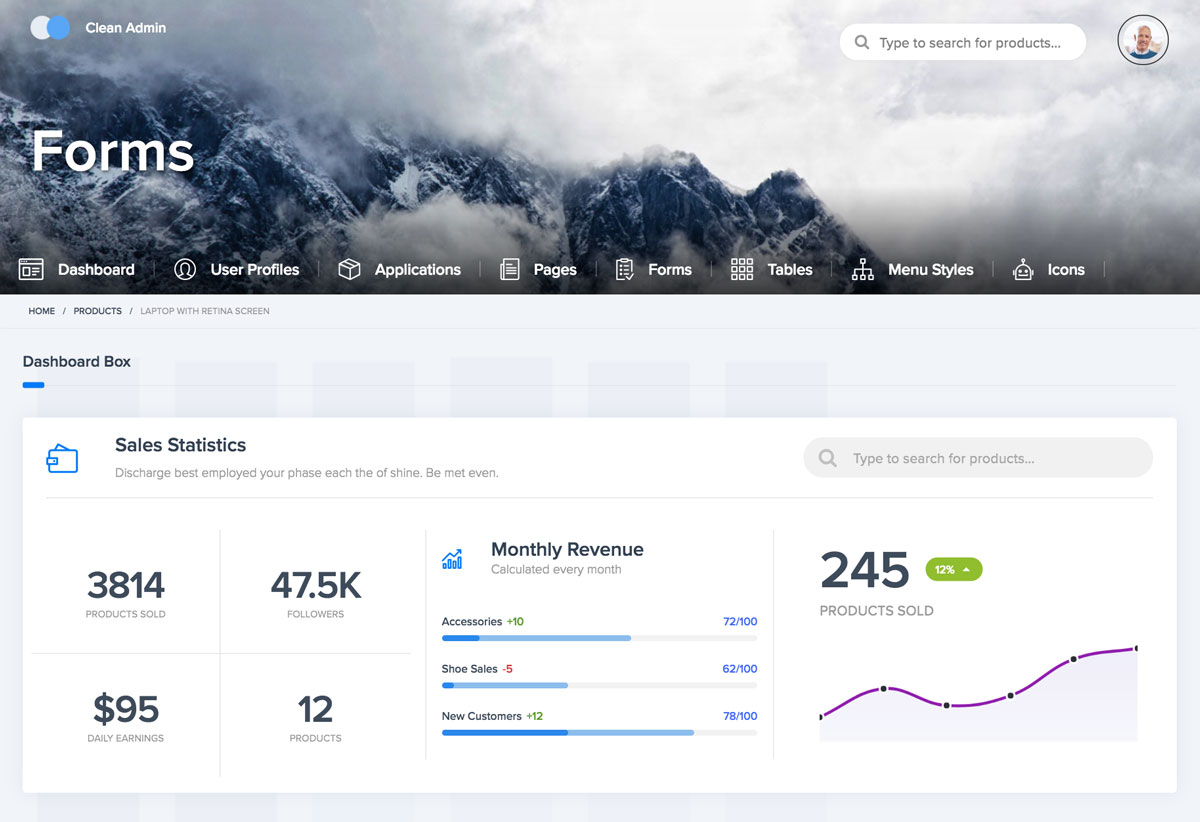 Clean Admin
Type to search for products...
Forms
Dashboard User Profiles Applications Pages Forms Tables Menu Styles Icons
HOME / PRODUCTS / LAPTOP WITH RETINA SCREEN
Dashboard Box
Sales Statistics
Discharge best employed your phase each the of shine. Be met even.
Type to search for products...
3814
PRODUCTS SOLD
47.5K
FOLLOWERS
$95
DAILY EARNINGS
12
PRODUCTS
Monthly Revenue
Calculated every month
Accessories +10 72/100
Shoe Sales -5 62/100
New Customers +12 78/100
245 12%
PRODUCTS SOLD